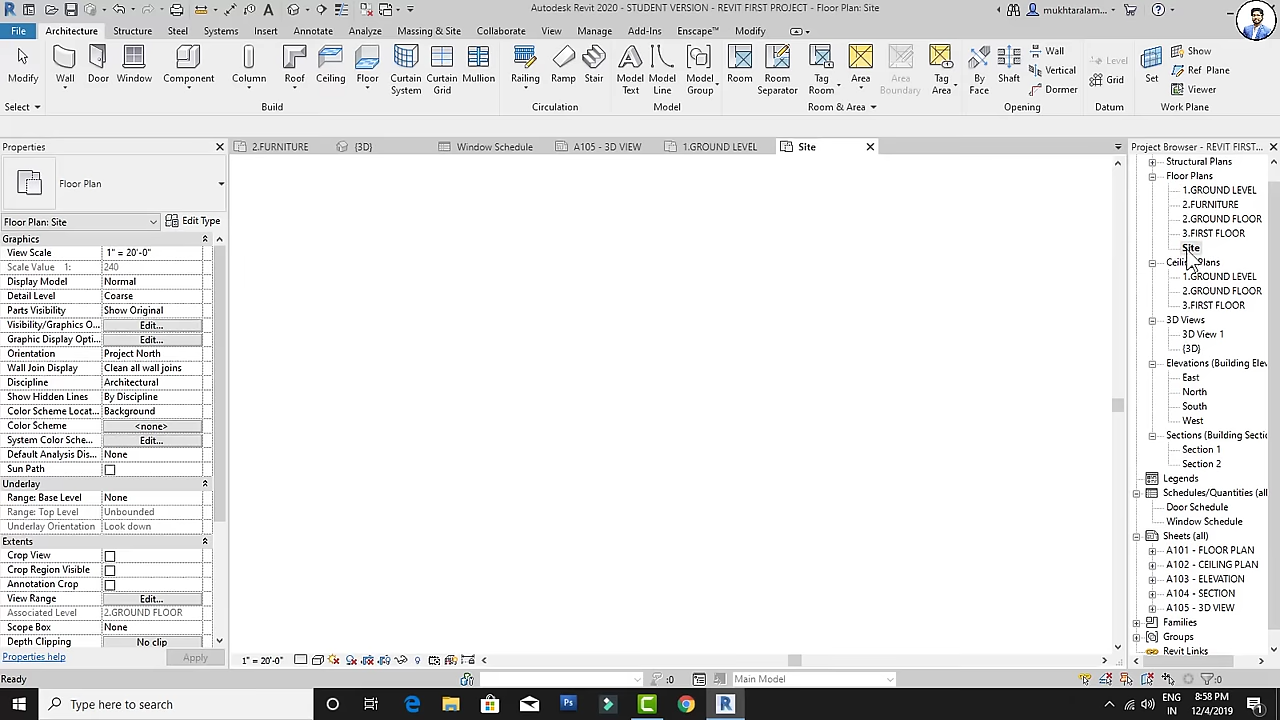 Autodesk Revit 2020 - STUDENT VERSION - REVIT FIRST PROJECT - Floor Plan: Site
mukhtaralam...
File Architecture Structure Steel Systems Insert Annotate Analyze Massing & Site Collaborate View Manage Add-Ins Enscape™ Modify
Modify
Wall
Door
Window
Component
Column
Roof
Ceiling
Floor
Curtain System
Curtain Grid
Mullion
Railing
Ramp
Stair
Model Text
Model Line
Model Group
Room
Room Separator
Tag Room
Area
Area Boundary
Tag Area
By Face
Shaft
Wall
Vertical
Dormer
Level
Grid
Set
Show
Ref Plane
Viewer
Select Build Circulation Model Room & Area Opening Datum Work Plane
Properties
Floor Plan
Floor Plan: Site Edit Type
Graphics
View Scale 1" = 20'-0"
Scale Value 1: 240
Display Model Normal
Detail Level Coarse
Parts Visibility Show Original
Visibility/Graphics O... Edit...
Graphic Display Opti... Edit...
Orientation Project North
Wall Join Display Clean all wall joins
Discipline Architectural
Show Hidden Lines By Discipline
Color Scheme Locat... Background
Color Scheme <none>
System Color Sche... Edit...
Default Analysis Dis... None
Sun Path
Underlay
Range: Base Level None
Range: Top Level Unbounded
Underlay Orientation Look down
Extents
Crop View
Crop Region Visible
Annotation Crop
View Range Edit...
Associated Level 2.GROUND FLOOR
Scope Box None
Depth Clipping No clip
Properties help Apply
2.FURNITURE {3D} Window Schedule A105 - 3D VIEW 1.GROUND LEVEL Site
Project Browser - REVIT FIRST...
Structural Plans
Floor Plans
1.GROUND LEVEL
2.FURNITURE
2.GROUND FLOOR
3.FIRST FLOOR
Site
Ceiling Plans
1.GROUND LEVEL
2.GROUND FLOOR
3.FIRST FLOOR
3D Views
3D View 1
{3D}
Elevations (Building Elev
East
North
South
West
Sections (Building Sectio
Section 1
Section 2
Legends
Schedules/Quantities (all
Door Schedule
Window Schedule
Sheets (all)
A101 - FLOOR PLAN
A102 - CEILING PLAN
A103 - ELEVATION
A104 - SECTION
A105 - 3D VIEW
Families
Groups
Revit Links
1" = 20'-0"
Ready :0 Main Model :0
Type here to search
ENG
IN
8:58 PM
12/4/2019